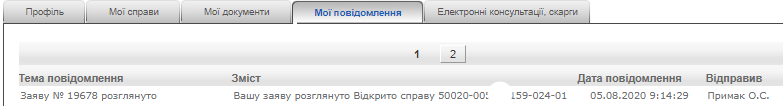 Профіль Мої справи Мої документи Мої повідомлення Електронні консультації, скарги
1 2
Тема повідомлення Зміст Дата повідомлення Відправив
Заяву № 19678 розглянуто Вашу заяву розглянуто Відкрито справу 50020-00 159-024-01 05.08.2020 9:14:29 Примак О.С.